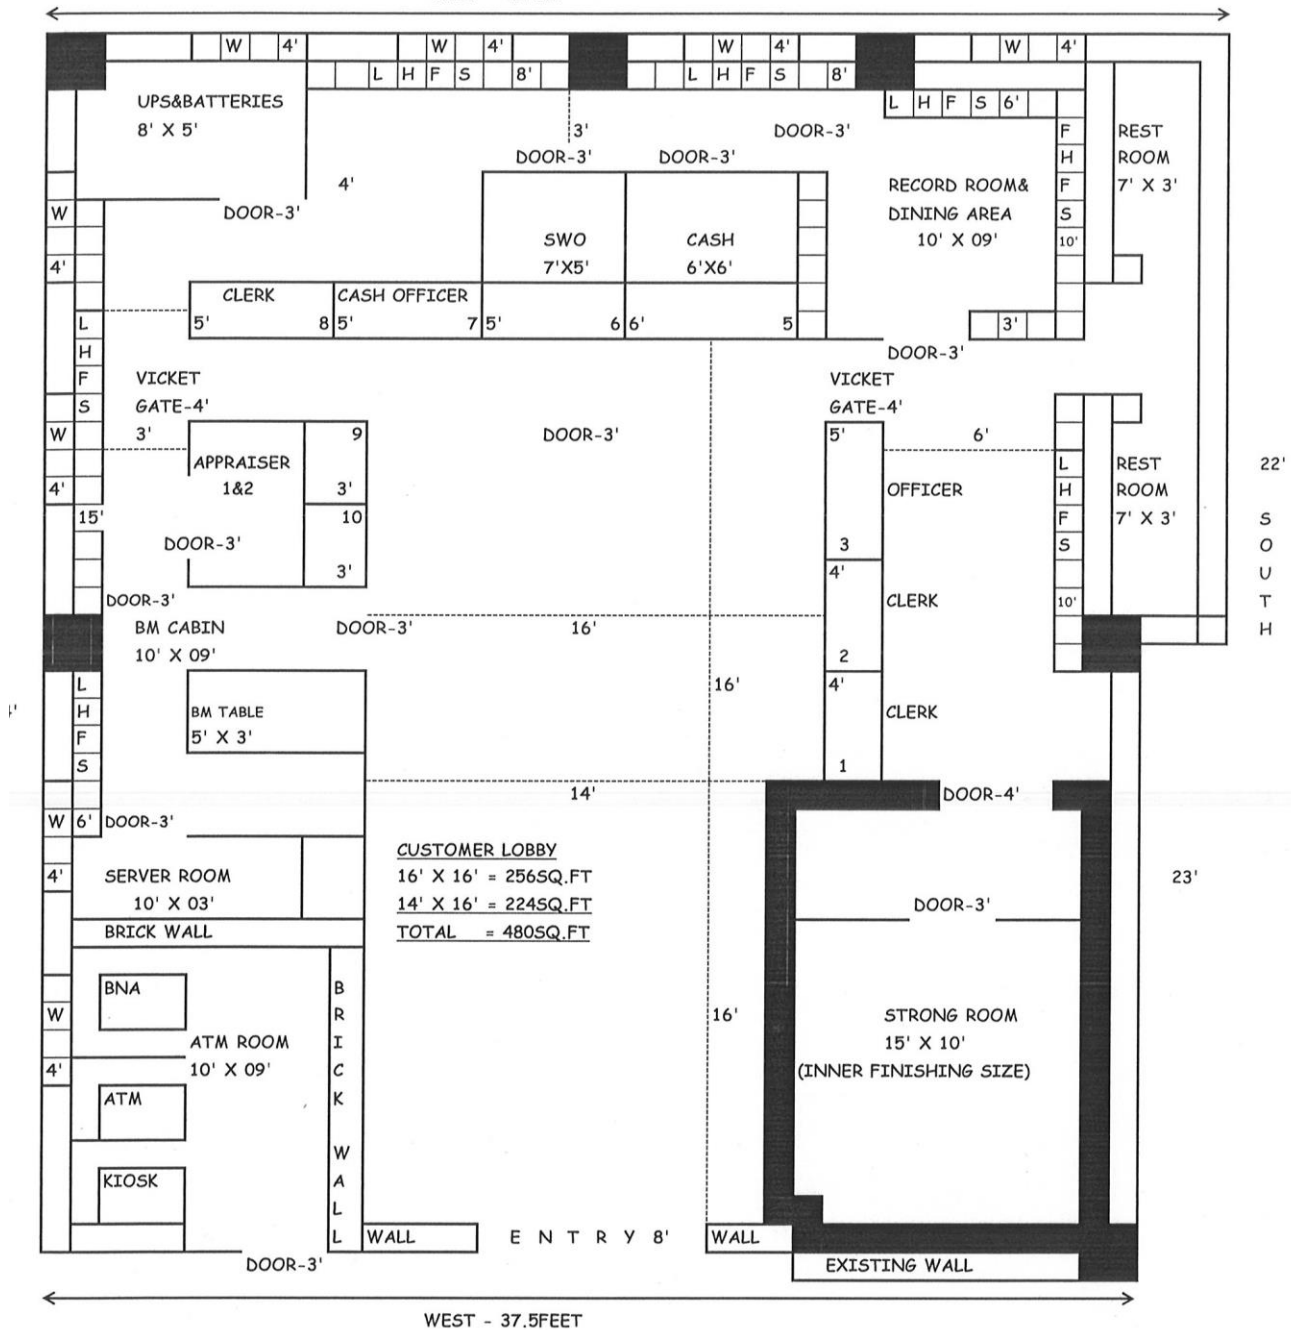 W 4' W 4' W 4' W 4'
L H F S 8' L H F S 8'
UPS&BATTERIES
8' X 5'
L H F S 6'
3'
DOOR-3'
DOOR-3'
DOOR-3'
F H F S 10'
REST
ROOM
7' X 3'
4'
RECORD ROOM&
DINING AREA
10' X 09'
W
4'
DOOR-3'
SWO
7'X5'
CASH
6'X6'
CLERK
5' 8
CASH OFFICER
5' 7
5' 6
6' 5
3'
L H F S
15'
DOOR-3'
VICKET
GATE-4'
3'
VICKET
GATE-4'
W
4'
APPRAISER
1&2
9
3'
10
3'
DOOR-3'
DOOR-3'
5'
3
OFFICER
6'
L H F S
10'
REST
ROOM
7' X 3'
22'
S O U T H
DOOR-3'
BM CABIN
10' X 09'
DOOR-3'
16'
4'
2
CLERK
L H F S
6'
BM TABLE
5' X 3'
16'
4'
1
CLERK
4'
14'
DOOR-4'
W
4'
DOOR-3'
CUSTOMER LOBBY
16' X 16' = 256SQ.FT
14' X 16' = 224SQ.FT
TOTAL = 480SQ.FT
SERVER ROOM
10' X 03'
23'
DOOR-3'
BRICK WALL
BNA
W
4'
ATM ROOM
10' X 09'
ATM
KIOSK
B R I C K W A L L
16'
STRONG ROOM
15' X 10'
(INNER FINISHING SIZE)
WALL
E N T R Y 8'
WALL
DOOR-3'
EXISTING WALL
WEST - 37.5FEET